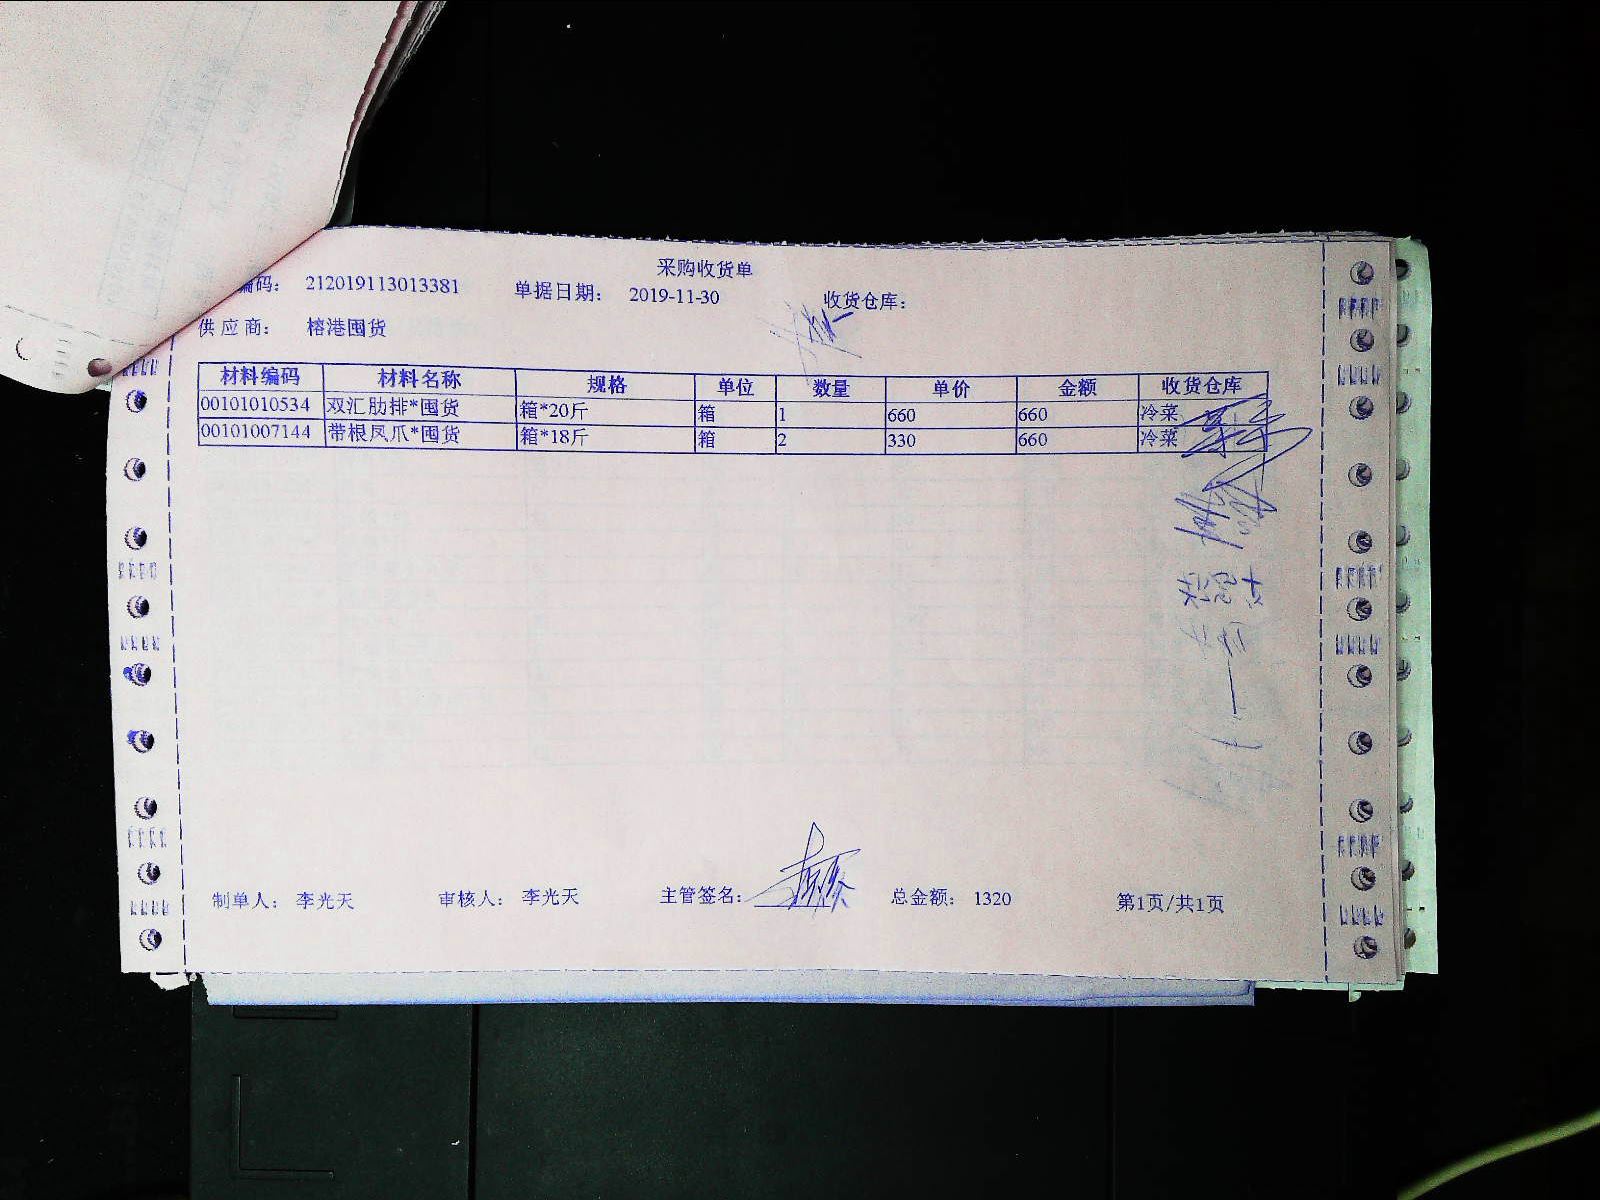 采购收货单
编码： 212019113013381 单据日期： 2019-11-30 收货仓库：
供应商： 榕港囤货
材料编码 材料名称 规格 单位 数量 单价 金额 收货仓库
00101010534 双汇肋排*囤货 箱*20斤 箱 1 660 660 冷菜
00101007144 带根凤爪*囤货 箱*18斤 箱 2 330 660 冷菜
制单人： 李光天 审核人： 李光天 主管签名： 总金额： 1320 第1页/共1页